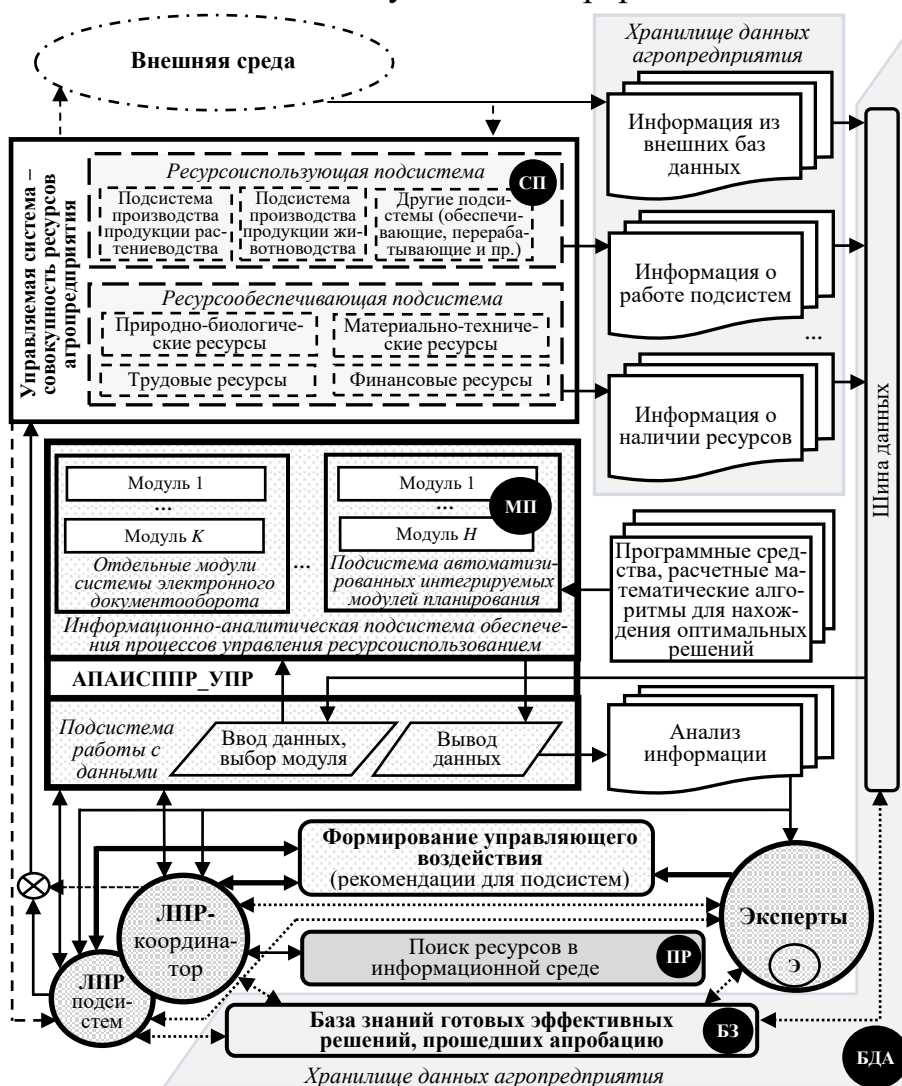 Внешняя среда
Хранилище данных
агропредприятия
Информация из
внешних баз
данных
Управляемая система –
совокупность ресурсов
агропредприятия
Ресурсоиспользующая подсистема
СП
Подсистема
производства
продукции рас-
тениеводства
Подсистема
производства
продукции жи-
вотноводства
Другие подси-
стемы (обеспечи-
вающие, перераба-
тывающие и пр.)
Информация о
работе подсистем
...
Ресурсообеспечивающая подсистема
Природно-биологиче-
ские ресурсы
Материально-техниче-
ские ресурсы
Трудовые ресурсы
Финансовые ресурсы
Информация о
наличии ресурсов
Шина данных
Модуль 1
...
Модуль K
Отдельные модули
системы электронного
документооборота
...
Модуль 1
...
Модуль H
МП
Подсистема автоматизи-
рованных интегрируемых
модулей планирования
Информационно-аналитическая подсистема обеспече-
ния процессов управления ресурсоиспользованием
Программные сред-
ства, расчетные ма-
тематические алго-
ритмы для нахож-
дения оптимальных
решений
АПАИСППР_УПР
Подсистема
работы с
данными
Ввод данных,
выбор модуля
Вывод
данных
Анализ
информации
Формирование управляющего
воздействия
(рекомендации для подсистем)
ЛПР-
координа-
тор
ЛПР
подси-
стем
Эксперты
Э
Поиск ресурсов в
информационной среде
ПР
База знаний готовых эффективных
решений, прошедших апробацию
БЗ
БДА
Хранилище данных агропредприятия